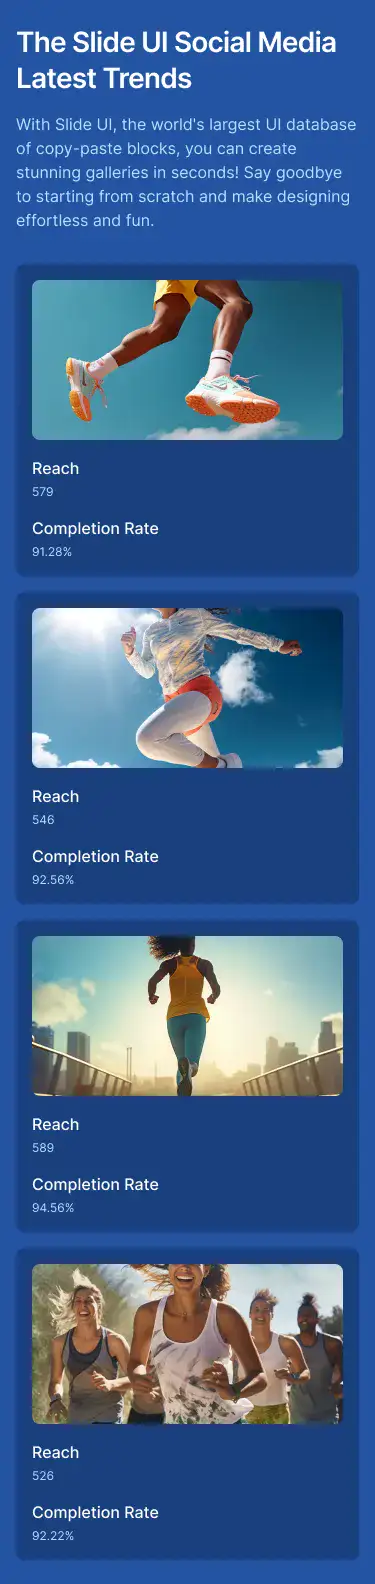 The Slide UI Social Media
Latest Trends
With Slide UI, the world's largest UI database
of copy-paste blocks, you can create
stunning galleries in seconds! Say goodbye
to starting from scratch and make designing
effortless and fun.
Reach
579
Completion Rate
91.28%
Reach
546
Completion Rate
92.56%
Reach
589
Completion Rate
94.56%
Reach
526
Completion Rate
92.22%